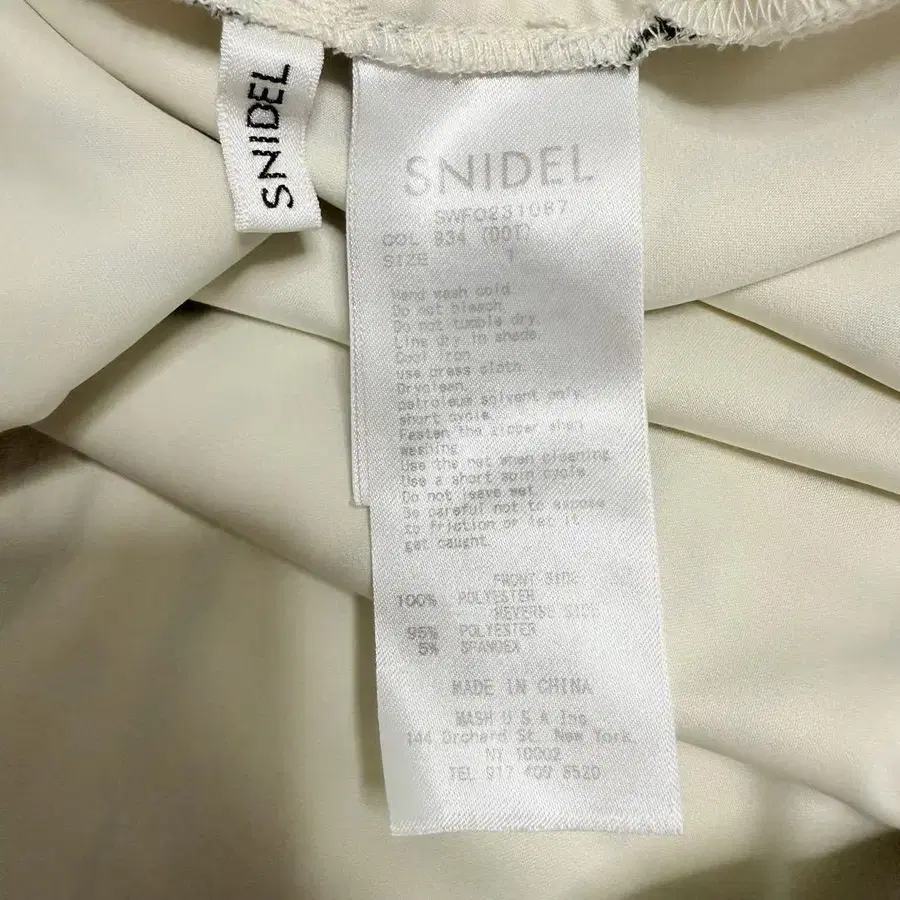 SNIDEL
SNIDEL
SWFO231087
COL 934 (DOT)
SIZE 1
Hand wash cold.
Do not bleach.
Do not tumble dry.
Line dry in shade.
Cool iron
use press cloth.
Dryclean,
petroleum solvent only,
short cycle.
Fasten the zipper when
washing.
Use the net when cleaning.
Use a short spin cycle.
Do not leave wet.
Be careful not to expose
to friction or let it
get caught.
FRONT SIDE
100% POLYESTER
REVERSE SIDE
95% POLYESTER
5% SPANDEX
MADE IN CHINA
MASH U S A Inc.
144 Orchard St. New York,
NY 10002
TEL 917 409 8520